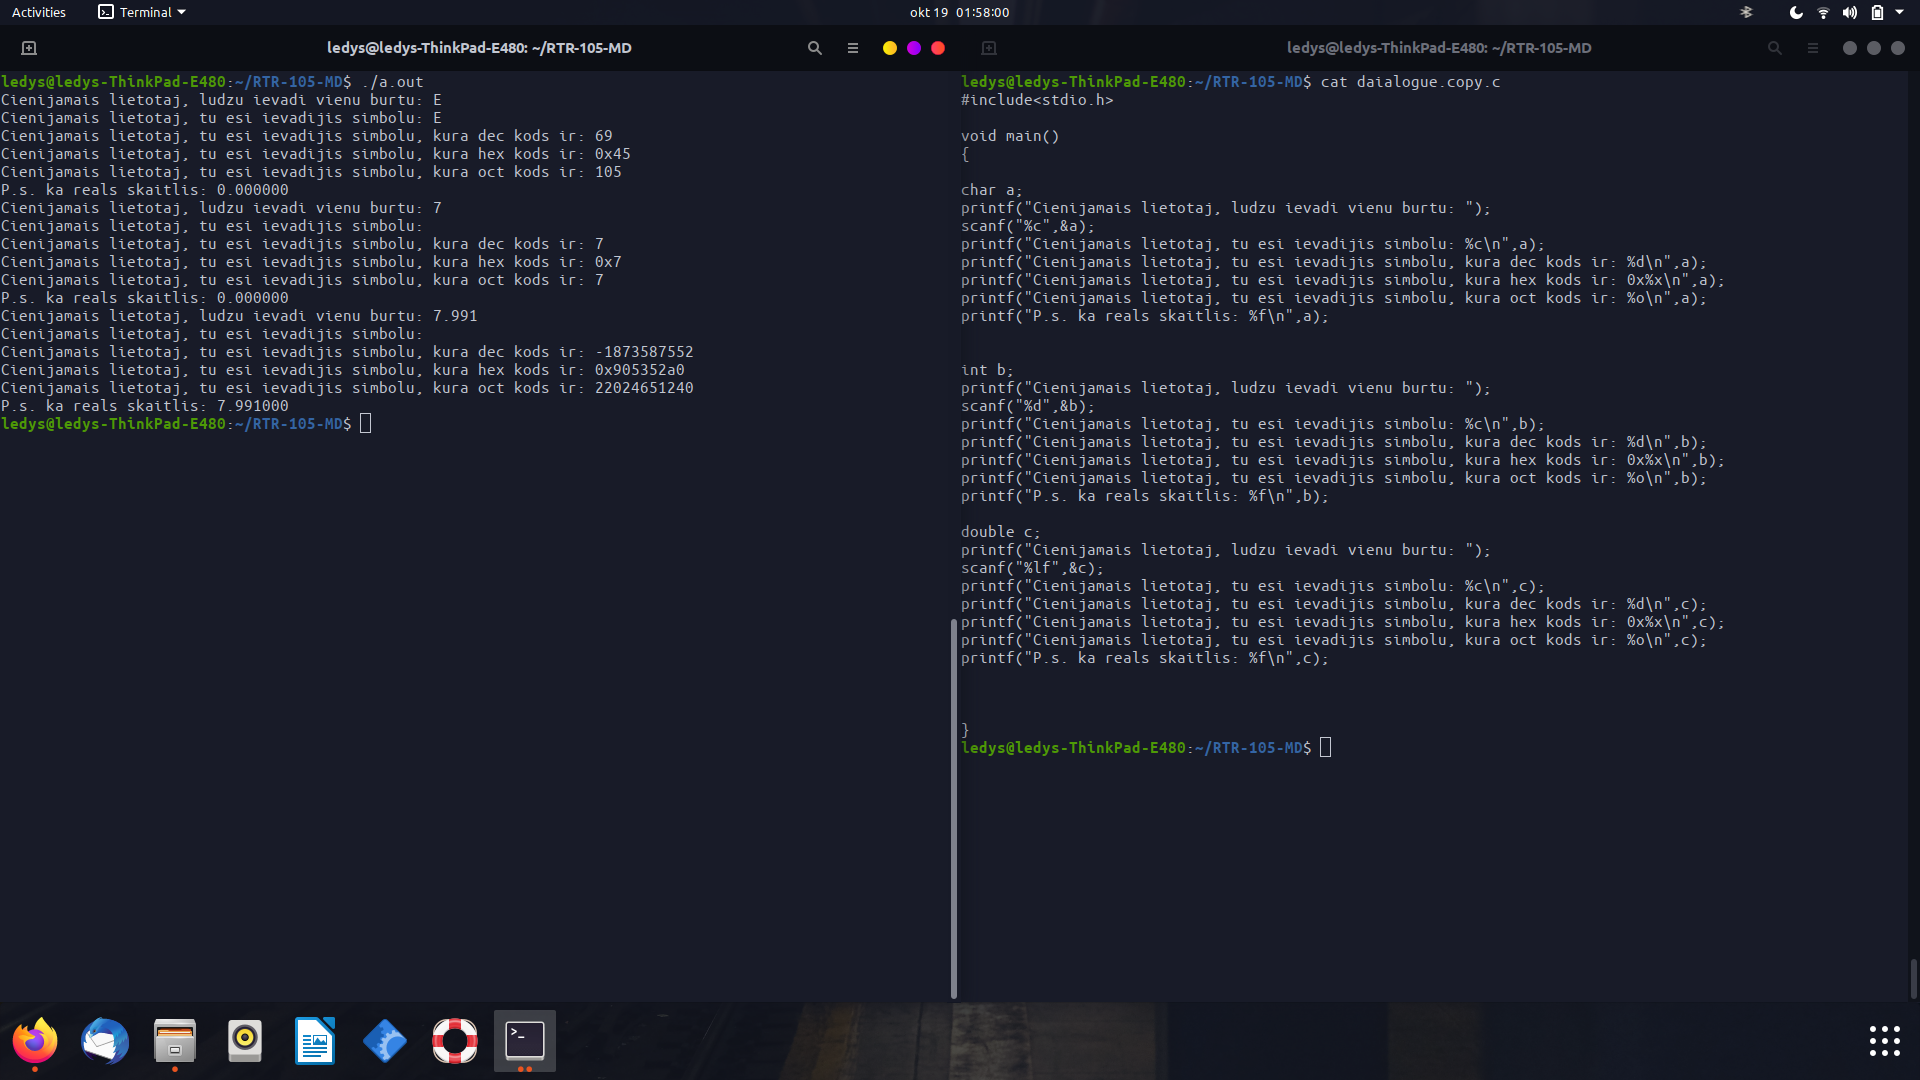 Activities
Terminal
okt 19 01:58:00
ledys@ledys-ThinkPad-E480: ~/RTR-105-MD
ledys@ledys-ThinkPad-E480:~/RTR-105-MD$ ./a.out
Cienijamais lietotaj, ludzu ievadi vienu burtu: E
Cienijamais lietotaj, tu esi ievadijis simbolu: E
Cienijamais lietotaj, tu esi ievadijis simbolu, kura dec kods ir: 69
Cienijamais lietotaj, tu esi ievadijis simbolu, kura hex kods ir: 0x45
Cienijamais lietotaj, tu esi ievadijis simbolu, kura oct kods ir: 105
P.s. ka reals skaitlis: 0.000000
Cienijamais lietotaj, ludzu ievadi vienu burtu: 7
Cienijamais lietotaj, tu esi ievadijis simbolu:
Cienijamais lietotaj, tu esi ievadijis simbolu, kura dec kods ir: 7
Cienijamais lietotaj, tu esi ievadijis simbolu, kura hex kods ir: 0x7
Cienijamais lietotaj, tu esi ievadijis simbolu, kura oct kods ir: 7
P.s. ka reals skaitlis: 0.000000
Cienijamais lietotaj, ludzu ievadi vienu burtu: 7.991
Cienijamais lietotaj, tu esi ievadijis simbolu:
Cienijamais lietotaj, tu esi ievadijis simbolu, kura dec kods ir: -1873587552
Cienijamais lietotaj, tu esi ievadijis simbolu, kura hex kods ir: 0x905352a0
Cienijamais lietotaj, tu esi ievadijis simbolu, kura oct kods ir: 22024651240
P.s. ka reals skaitlis: 7.991000
ledys@ledys-ThinkPad-E480:~/RTR-105-MD$
ledys@ledys-ThinkPad-E480: ~/RTR-105-MD
ledys@ledys-ThinkPad-E480:~/RTR-105-MD$ cat daialogue.copy.c
#include<stdio.h>
void main()
{
char a;
printf("Cienijamais lietotaj, ludzu ievadi vienu burtu: ");
scanf("%c",&a);
printf("Cienijamais lietotaj, tu esi ievadijis simbolu: %c\n",a);
printf("Cienijamais lietotaj, tu esi ievadijis simbolu, kura dec kods ir: %d\n",a);
printf("Cienijamais lietotaj, tu esi ievadijis simbolu, kura hex kods ir: 0x%x\n",a);
printf("Cienijamais lietotaj, tu esi ievadijis simbolu, kura oct kods ir: %o\n",a);
printf("P.s. ka reals skaitlis: %f\n",a);
int b;
printf("Cienijamais lietotaj, ludzu ievadi vienu burtu: ");
scanf("%d",&b);
printf("Cienijamais lietotaj, tu esi ievadijis simbolu: %c\n",b);
printf("Cienijamais lietotaj, tu esi ievadijis simbolu, kura dec kods ir: %d\n",b);
printf("Cienijamais lietotaj, tu esi ievadijis simbolu, kura hex kods ir: 0x%x\n",b);
printf("Cienijamais lietotaj, tu esi ievadijis simbolu, kura oct kods ir: %o\n",b);
printf("P.s. ka reals skaitlis: %f\n",b);
double c;
printf("Cienijamais lietotaj, ludzu ievadi vienu burtu: ");
scanf("%lf",&c);
printf("Cienijamais lietotaj, tu esi ievadijis simbolu: %c\n",c);
printf("Cienijamais lietotaj, tu esi ievadijis simbolu, kura dec kods ir: %d\n",c);
printf("Cienijamais lietotaj, tu esi ievadijis simbolu, kura hex kods ir: 0x%x\n",c);
printf("Cienijamais lietotaj, tu esi ievadijis simbolu, kura oct kods ir: %o\n",c);
printf("P.s. ka reals skaitlis: %f\n",c);
}
ledys@ledys-ThinkPad-E480:~/RTR-105-MD$